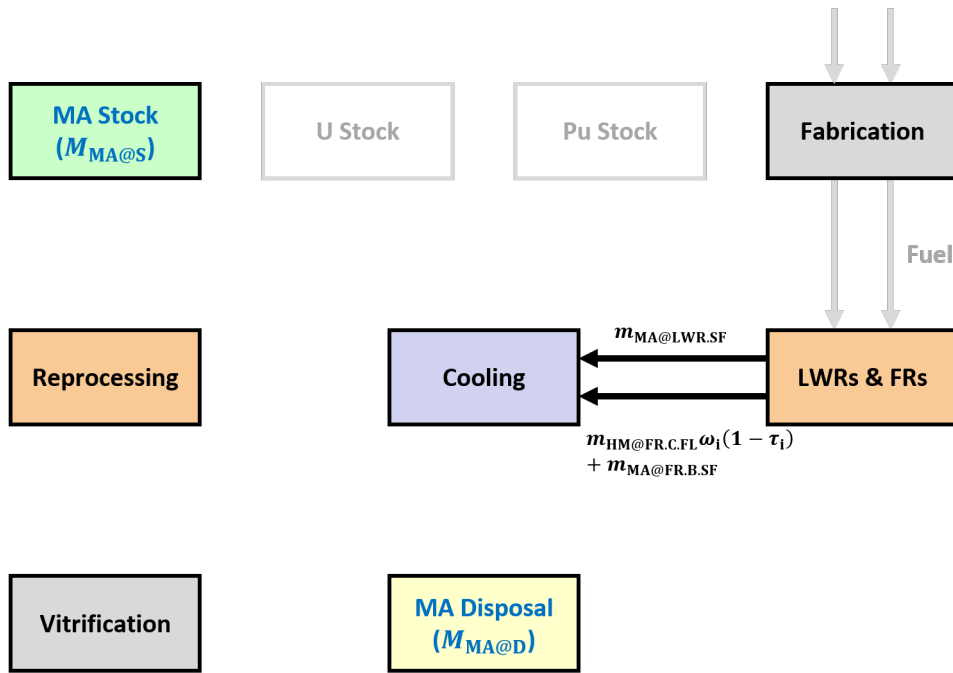 MA Stock
(M_MA@S)
U Stock
Pu Stock
Fabrication
Fuel
m_MA@LWR.SF
Reprocessing
Cooling
LWRs & FRs
m_HM@FR.C.FL ω_i(1 − τ_i)
+ m_MA@FR.B.SF
Vitrification
MA Disposal
(M_MA@D)